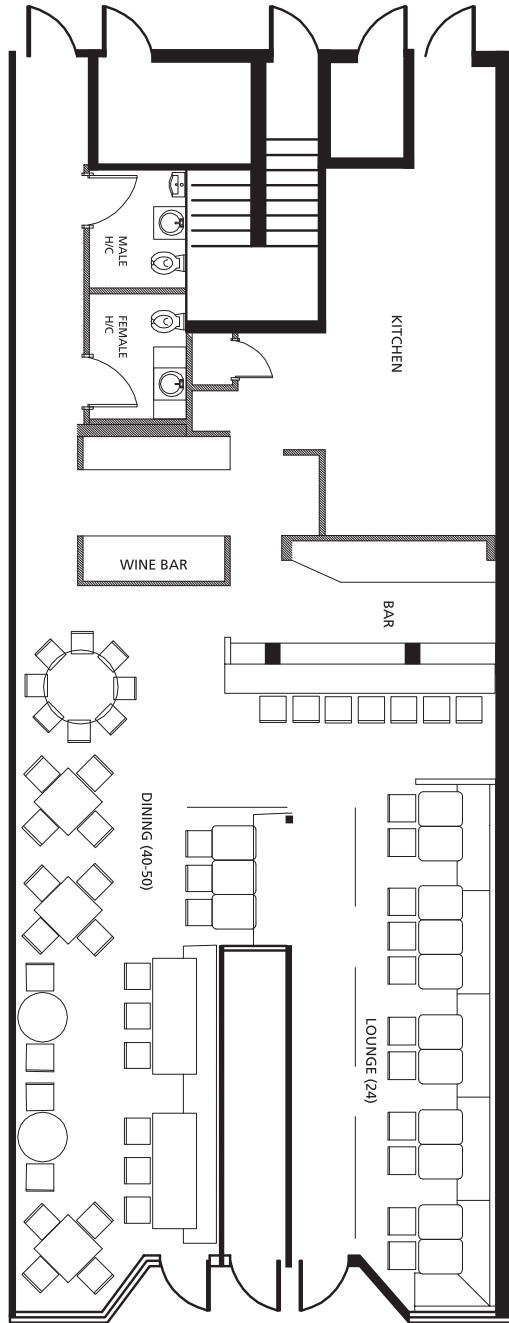 MALE
H/C
FEMALE
H/C
KITCHEN
WINE BAR
BAR
DINING (40-50)
LOUNGE (24)